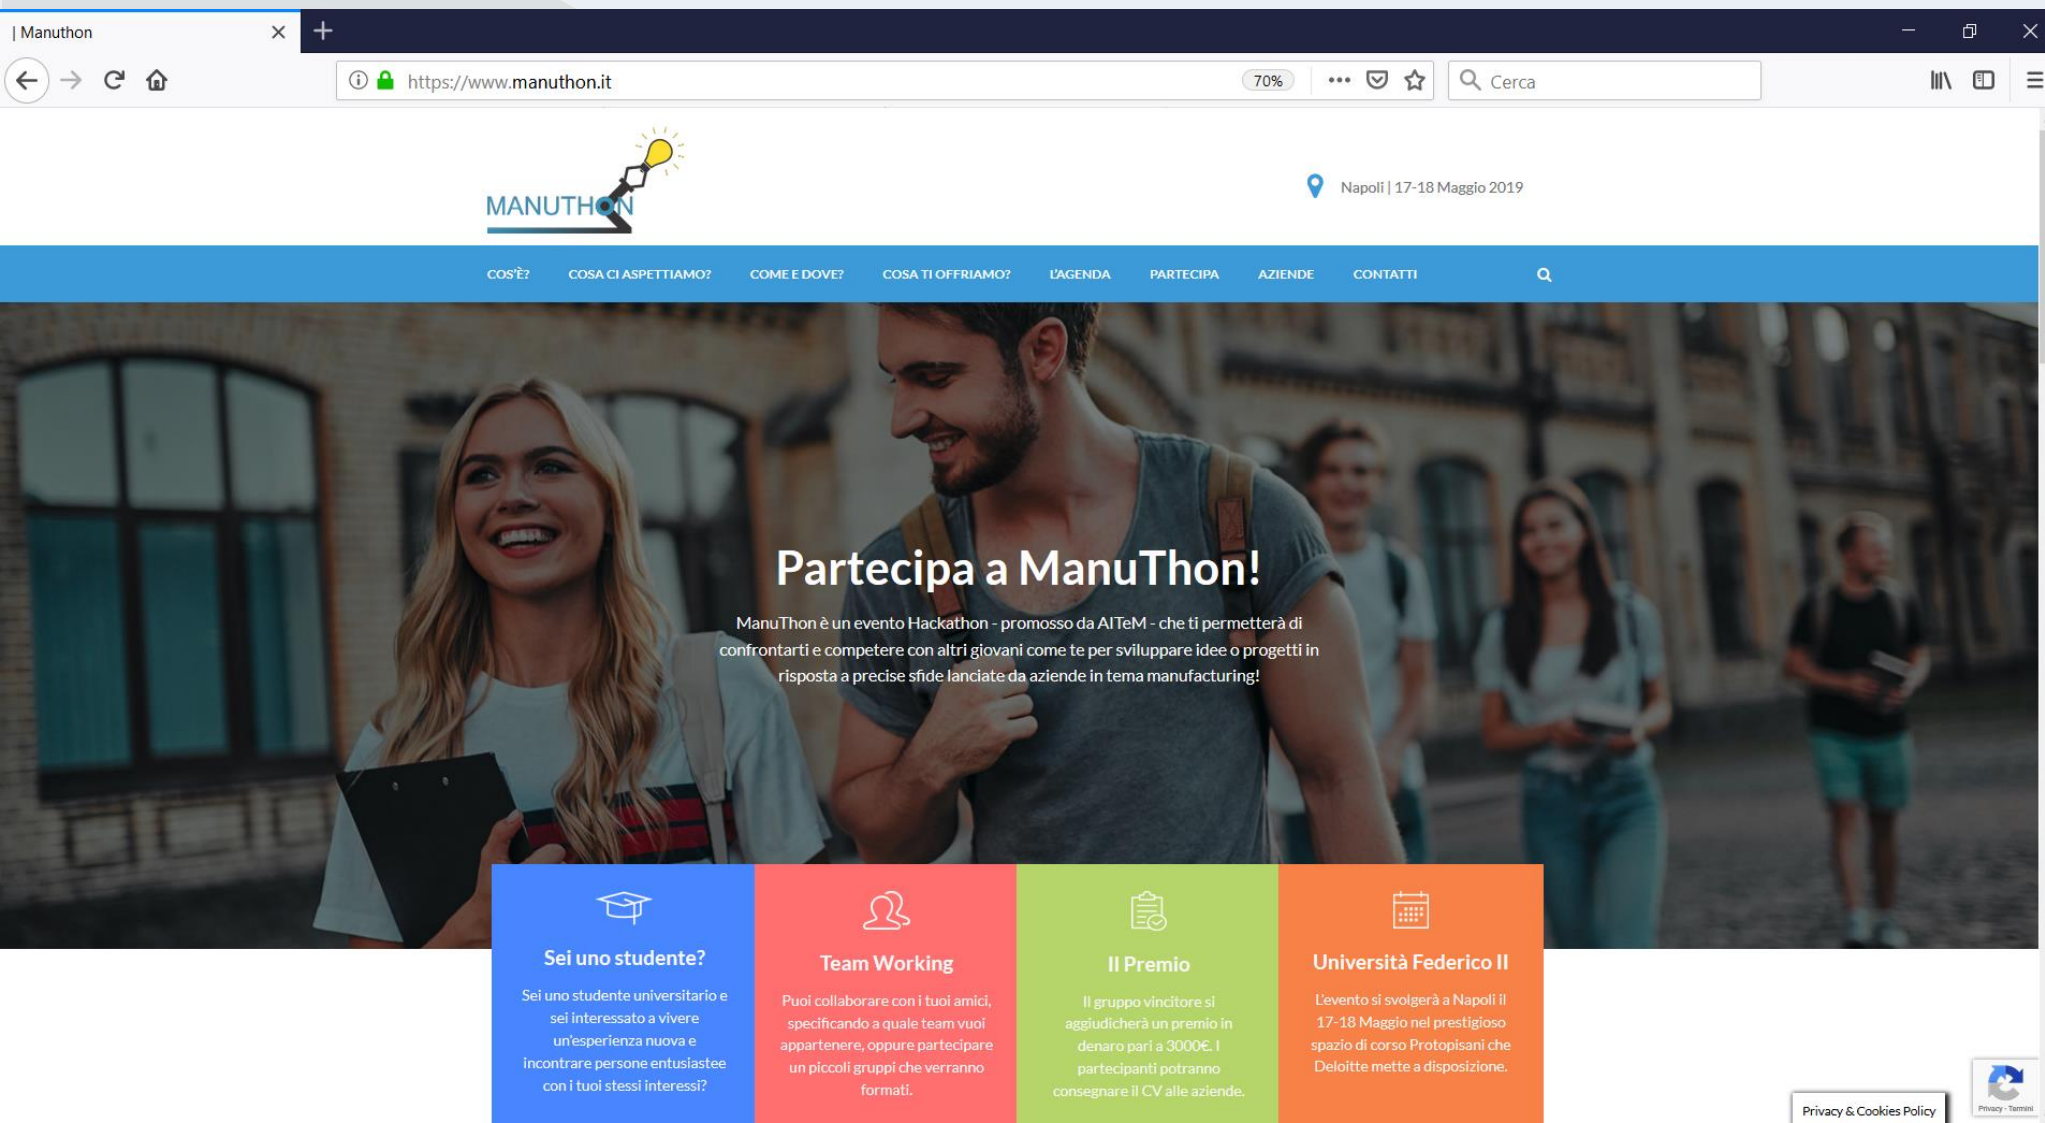 | Manuthon
https://www.manuthon.it
70%
Cerca
MANUTHON
Napoli | 17-18 Maggio 2019
COS'È? COSA CI ASPETTIAMO? COME E DOVE? COSA TI OFFRIAMO? L'AGENDA PARTECIPA AZIENDE CONTATTI
Partecipa a ManuThon!
ManuThon è un evento Hackathon - promosso da AITeM - che ti permetterà di
confrontarti e competere con altri giovani come te per sviluppare idee o progetti in
risposta a precise sfide lanciate da aziende in tema manufacturing!
Sei uno studente?
Sei uno studente universitario e
sei interessato a vivere
un'esperienza nuova e
incontrare persone entusiastee
con i tuoi stessi interessi?
Team Working
Puoi collaborare con i tuoi amici,
specificando a quale team vuoi
appartenere, oppure partecipare
un piccoli gruppi che verranno
formati.
Il Premio
Il gruppo vincitore si
aggiudicherà un premio in
denaro pari a 3000€. I
partecipanti potranno
consegnare il CV alle aziende.
Università Federico II
L'evento si svolgerà a Napoli il
17-18 Maggio nel prestigioso
spazio di corso Protopisani che
Deloitte mette a disposizione.
Privacy & Cookies Policy
Privacy - Termini